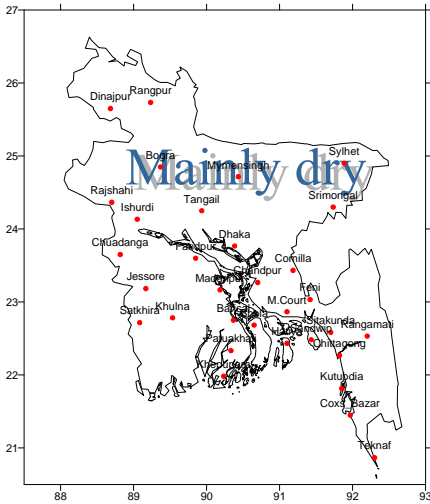 27
26
25
24
23
22
21
Rangpur
Dinajpur
Bogra
Mainly dry
Mymensingh
Sylhet
Rajshahi
Ishurdi
Tangail
Srimongal
Dhaka
Chuadanga
Faridpur
Comilla
Chandpur
Jessore
Madaripur
Feni
M.Court
Satkhira
Khulna
Barisal
Sitakunda
Rangamati
Patuakhali
Chittagong
Khepupara
Kutubdia
Coxs Bazar
Teknaf
88 89 90 91 92 93